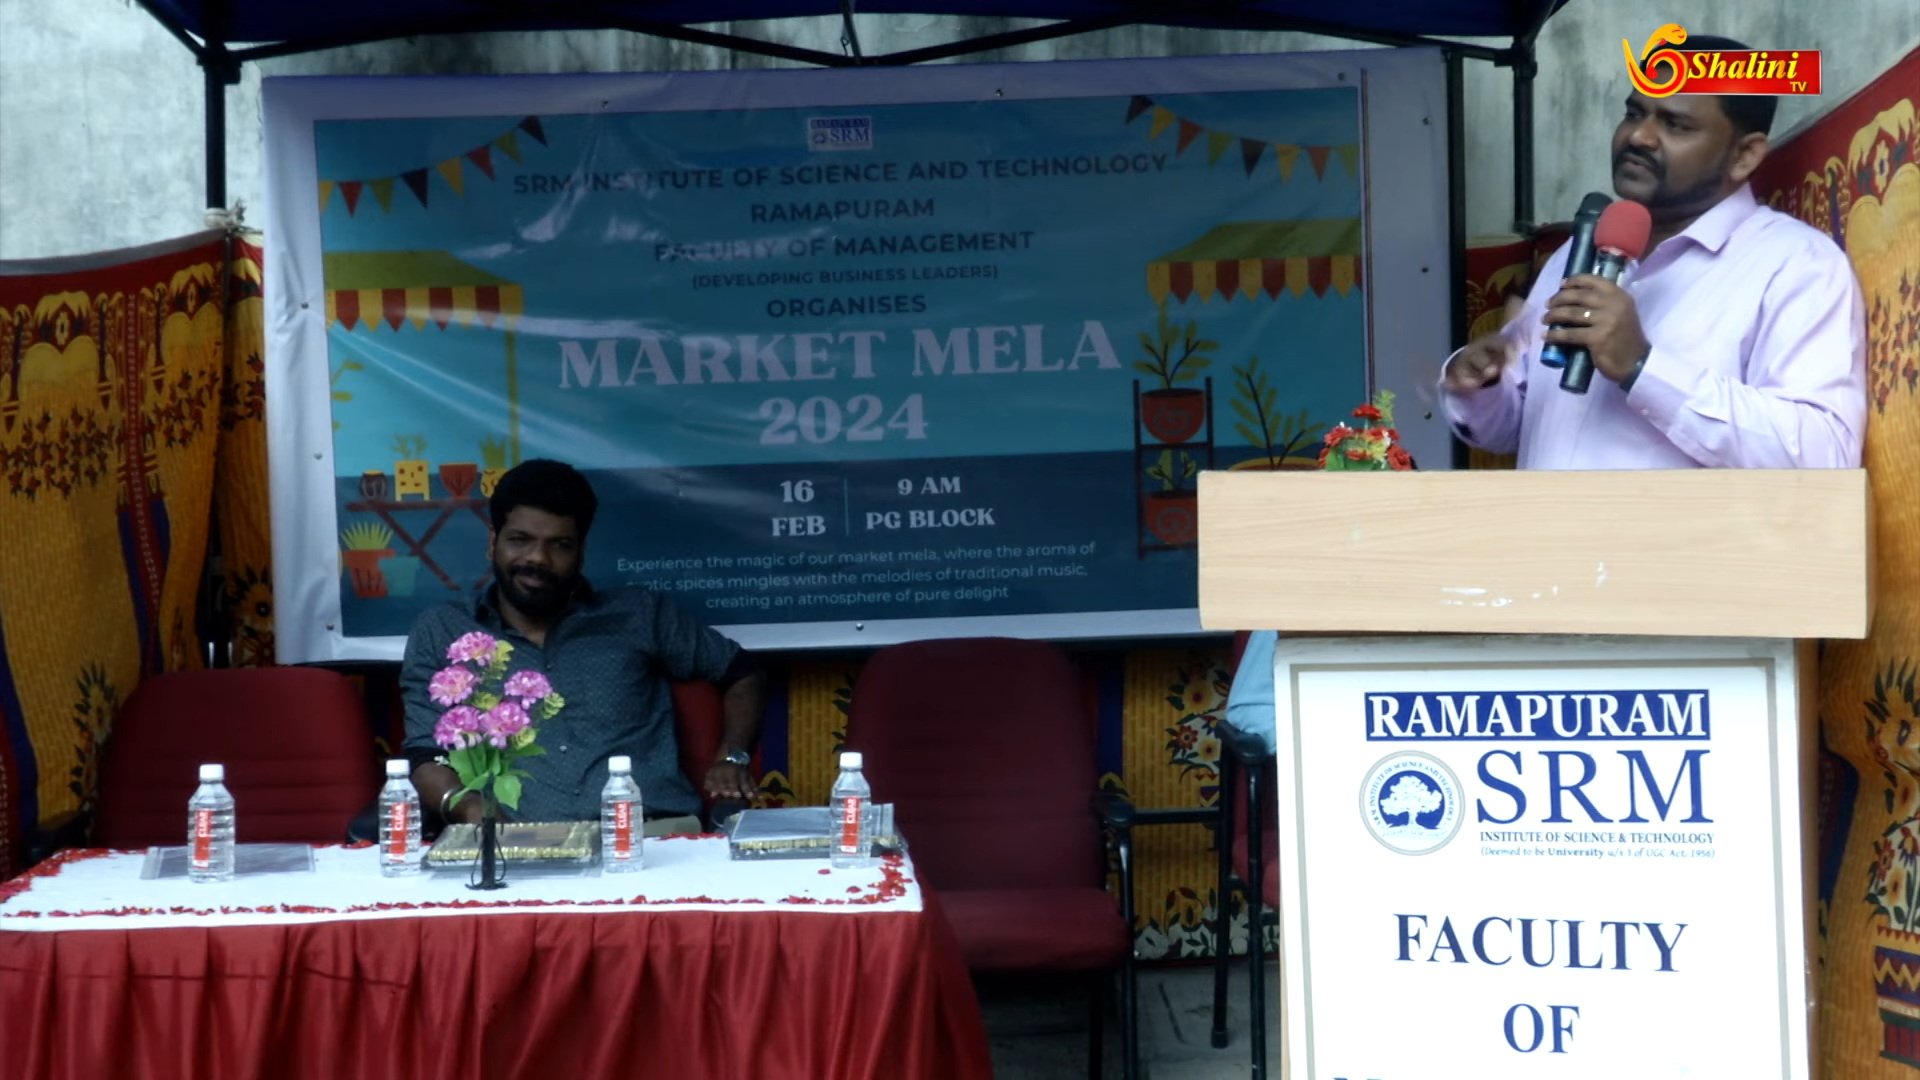 Shalini
TV
RAMAPURAM
SRM
SRM INSTITUTE OF SCIENCE AND TECHNOLOGY
RAMAPURAM
FACULTY OF MANAGEMENT
(DEVELOPING BUSINESS LEADERS)
ORGANISES
MARKET MELA
2024
16
FEB
9 AM
PG BLOCK
Experience the magic of our market mela, where the aroma of
spices mingles with the melodies of traditional music,
creating an atmosphere of pure delight
CLEAR
CLEAR
CLEAR
CLEAR
RAMAPURAM
SRM
INSTITUTE OF SCIENCE & TECHNOLOGY
(Deemed to be University u/s 3 of UGC Act, 1956)
FACULTY
OF